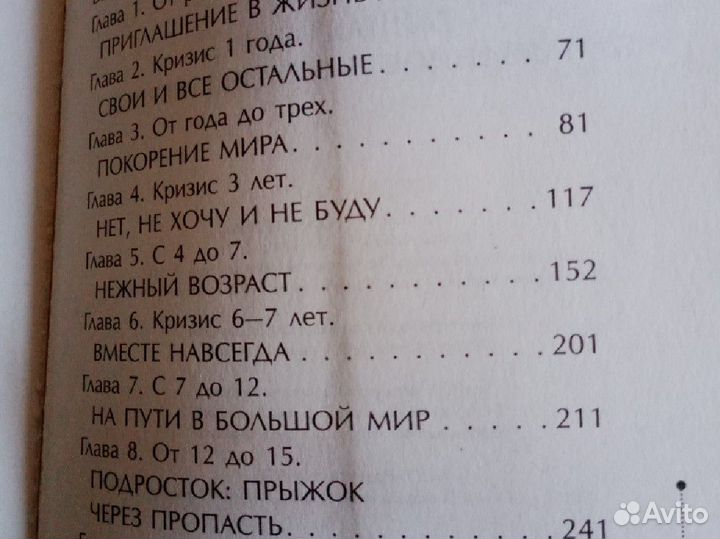 Глава 1. От
ПРИГЛАШЕНИЕ В
Глава 2. Кризис 1 года.
СВОИ И ВСЕ ОСТАЛЬНЫЕ . . . . . . . 71
Глава 3. От года до трех.
ПОКОРЕНИЕ МИРА . . . . . . . . . . . 81
Глава 4. Кризис 3 лет.
НЕТ, НЕ ХОЧУ И НЕ БУДУ . . . . . . . 117
Глава 5. С 4 до 7.
НЕЖНЫЙ ВОЗРАСТ . . . . . . . . . . . 152
Глава 6. Кризис 6—7 лет.
ВМЕСТЕ НАВСЕГДА . . . . . . . . . . . 201
Глава 7. С 7 до 12.
НА ПУТИ В БОЛЬШОЙ МИР . . . . . 211
Глава 8. От 12 до 15.
ПОДРОСТОК: ПРЫЖОК
ЧЕРЕЗ ПРОПАСТЬ . . . . . . . . . . . . 241
Avito